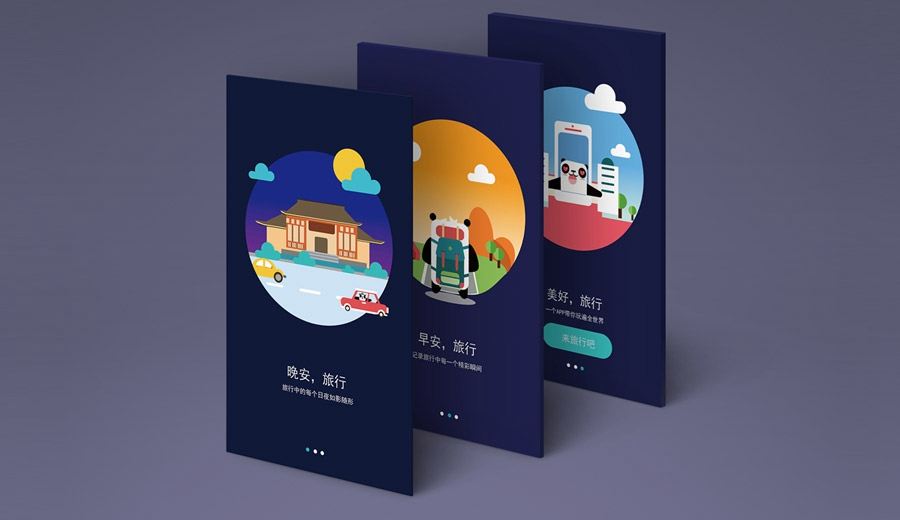 晚安，旅行
旅行中的每个日夜如影随形
早安，旅行
记录旅行中每一个精彩瞬间
美好，旅行
一个APP带你玩遍全世界
来旅行吧